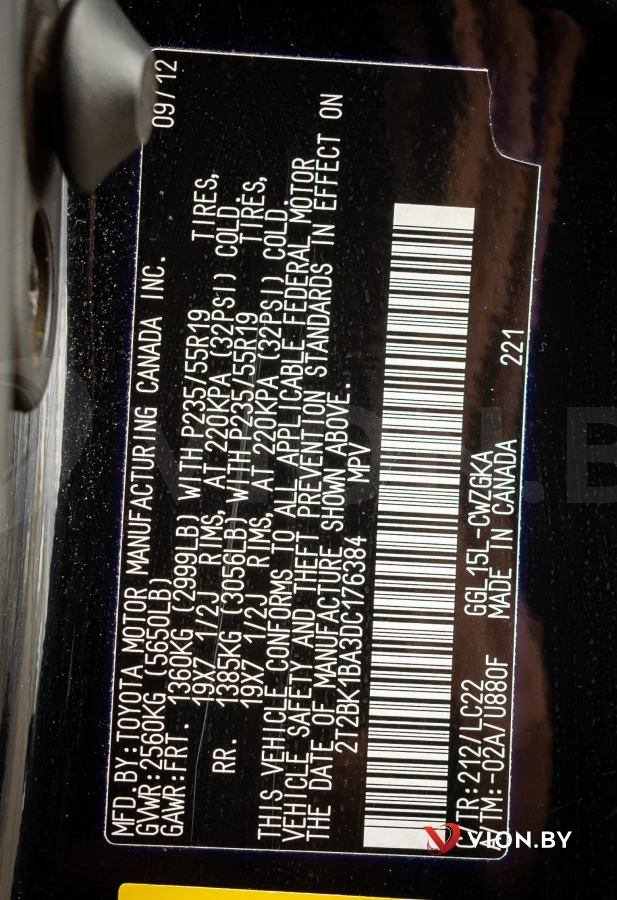 MFD.BY:TOYOTA MOTOR MANUFACTURING CANADA INC. 09/12
GVWR:2560KG (5650LB)
GAWR:FRT. 1360KG (2999LB) WITH P235/55R19 TIRES,
19X7 1/2J RIMS, AT 220KPA (32PSI) COLD
RR. 1385KG (3056LB) WITH P235/55R19 TIRES,
19X7 1/2J RIMS, AT 220KPA (32PSI) COLD.
THIS VEHICLE CONFORMS TO ALL APPLICABLE FEDERAL MOTOR
VEHICLE SAFETY AND THEFT PREVENTION STANDARDS IN EFFECT ON
THE DATE OF MANUFACTURE SHOWN ABOVE.
2T2BK1BA3DC176384 MPV
TR:212/LC22 GGL15L-CWZGKA
TM:-02A/U880F MADE IN CANADA 221
VION.BY